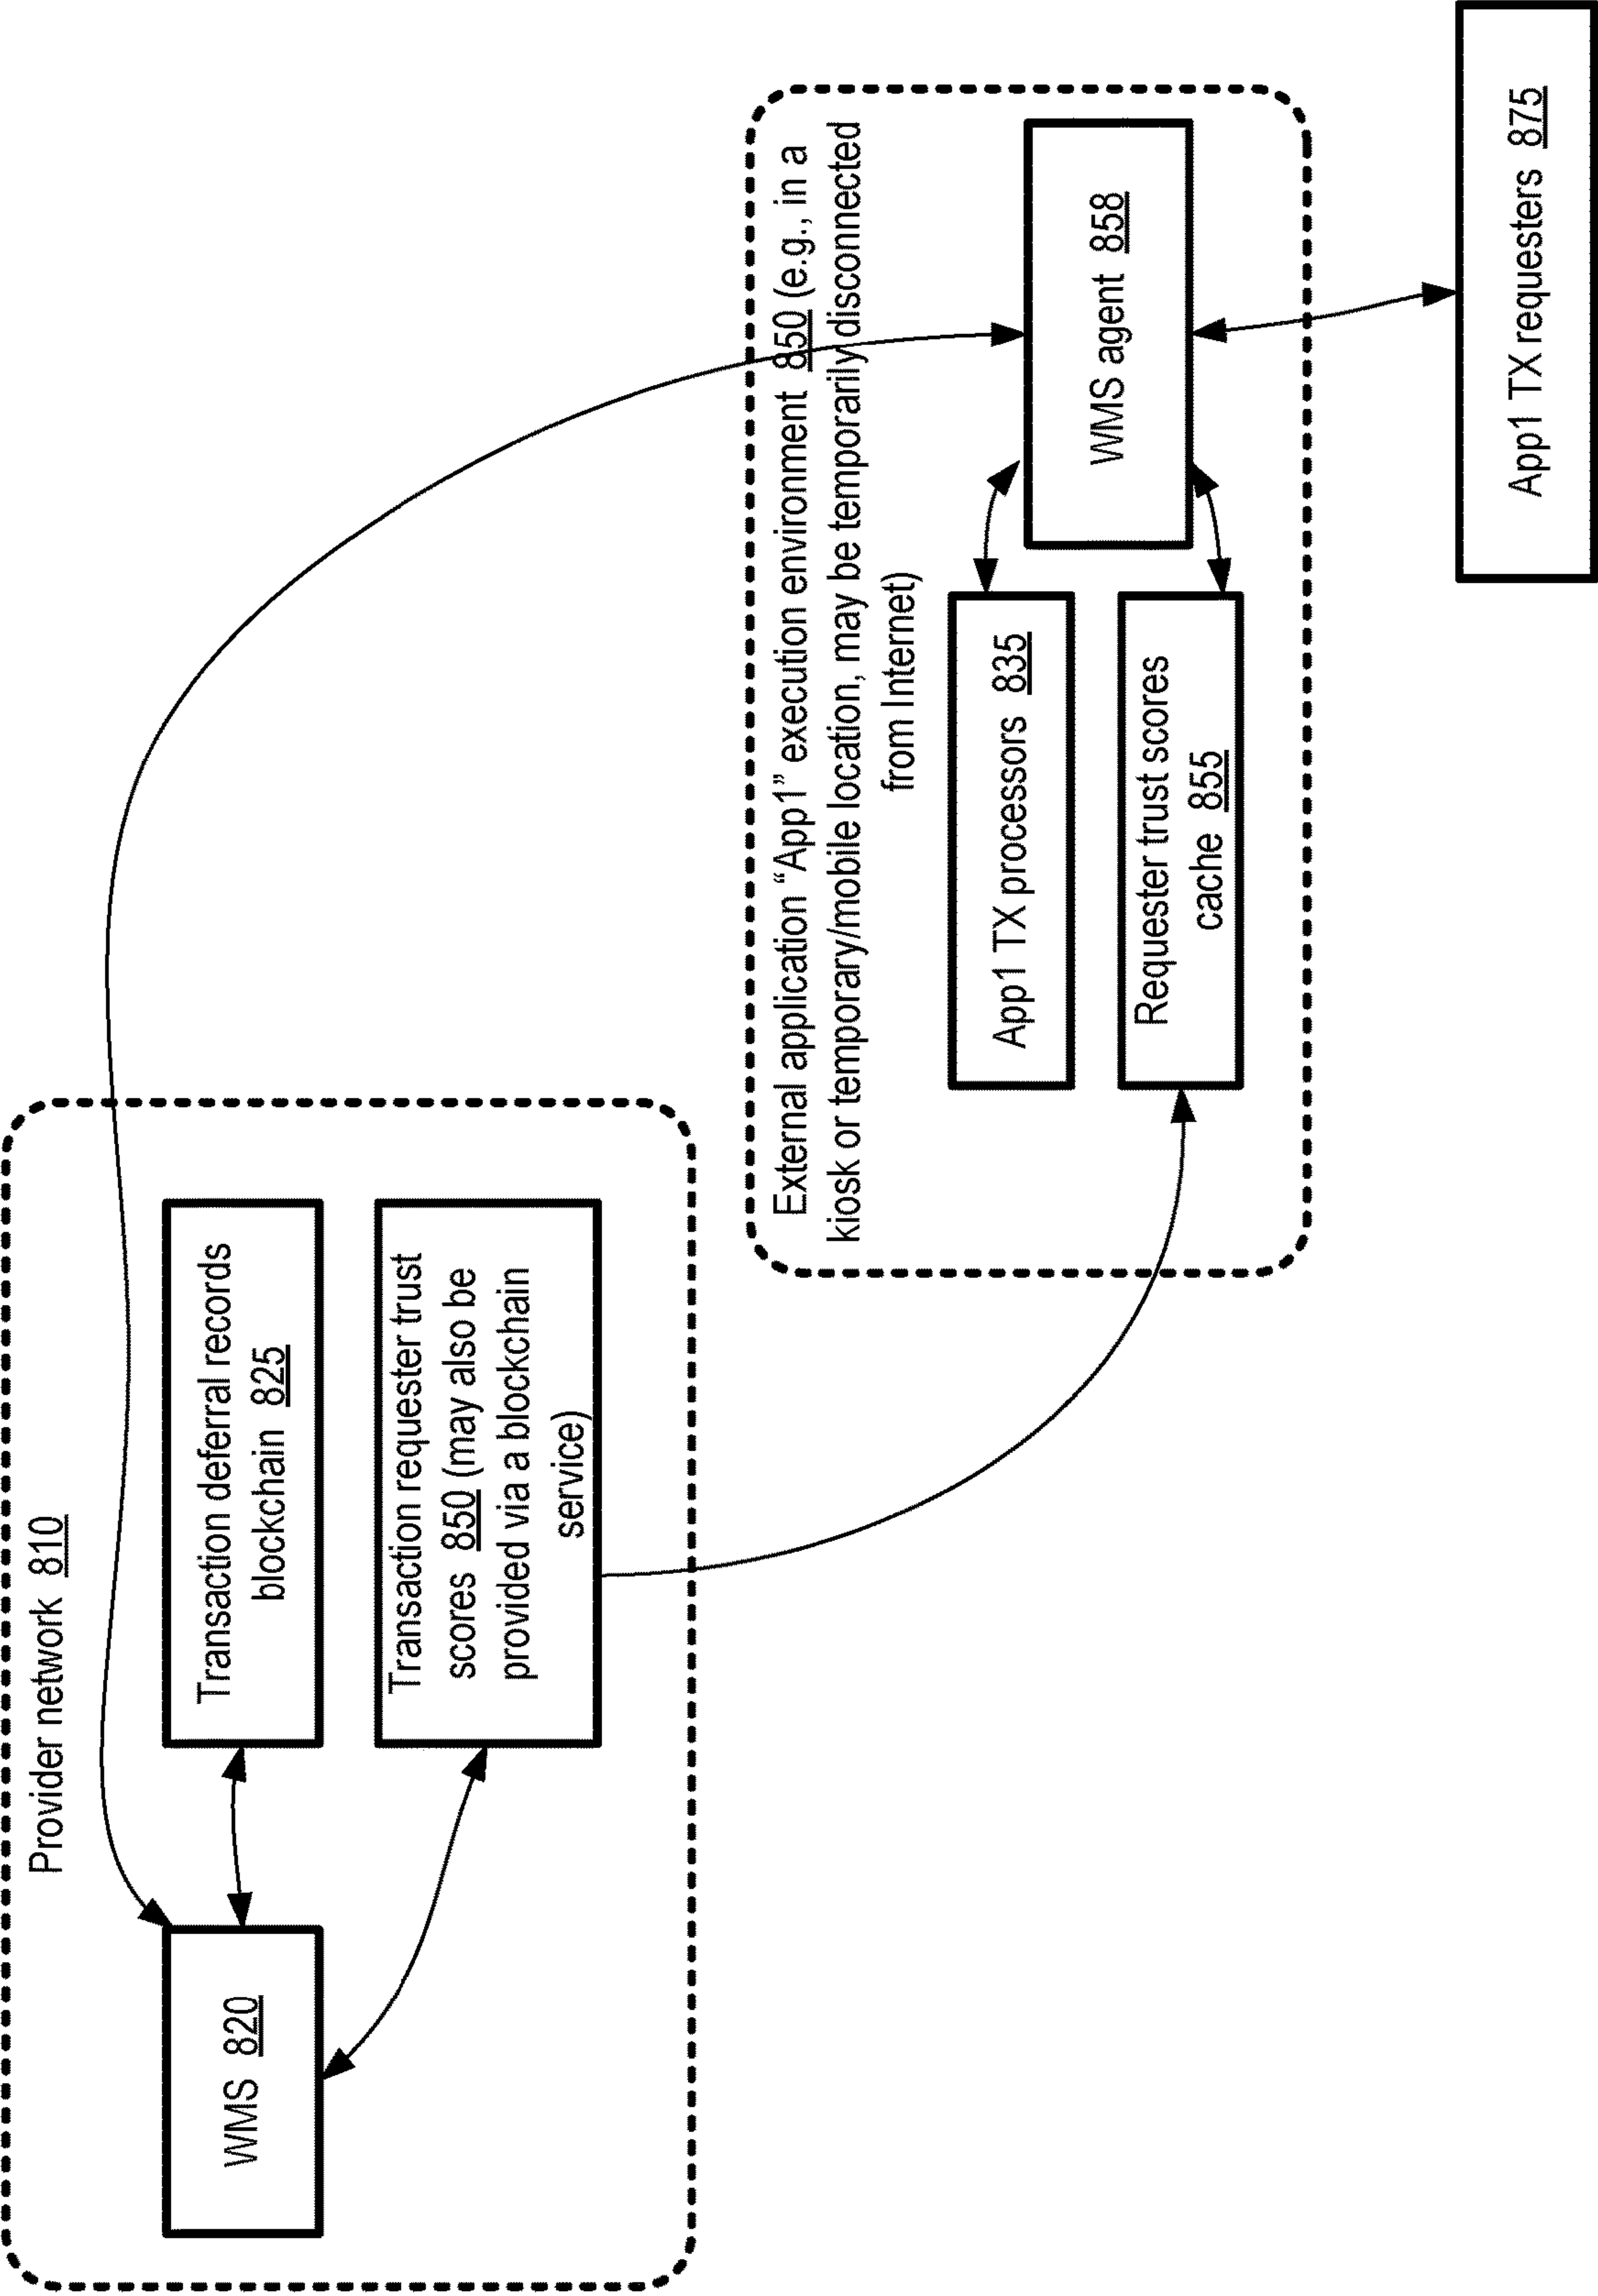 Provider network 810
WMS 820
Transaction deferral records
blockchain 825
Transaction requester trust
scores 850 (may also be
provided via a blockchain
service)
External application “App1” execution environment 850 (e.g., in a
kiosk or temporary/mobile location, may be temporarily disconnected
from Internet)
App1 TX processors 835
WMS agent 858
Requester trust scores
cache 855
App1 TX requesters 875